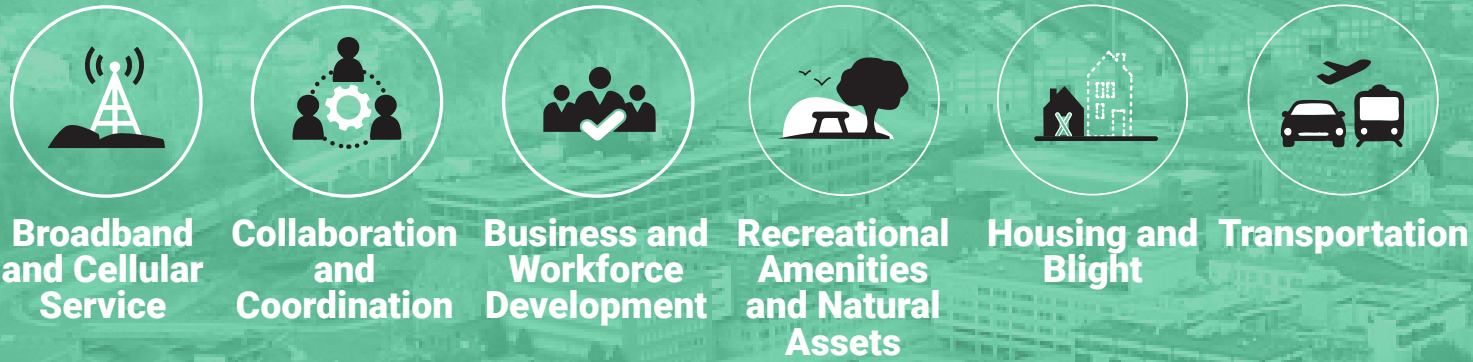 Broadband
and Cellular
Service
Collaboration
and
Coordination
Business and
Workforce
Development
Recreational
Amenities
and Natural
Assets
Housing and
Blight
Transportation